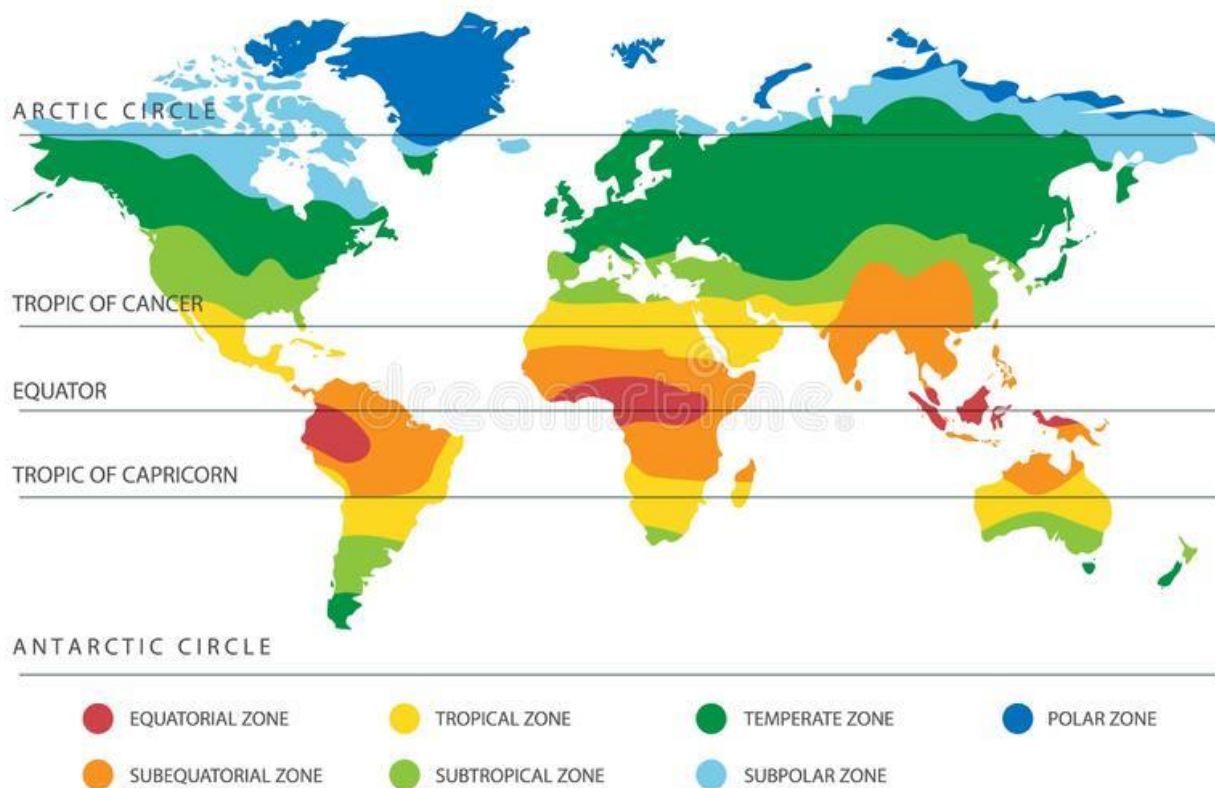 ARCTIC CIRCLE
TROPIC OF CANCER
EQUATOR
dreamstime.
TROPIC OF CAPRICORN
ANTARCTIC CIRCLE
EQUATORIAL ZONE
TROPICAL ZONE
TEMPERATE ZONE
POLAR ZONE
SUBEQUATORIAL ZONE
SUBTROPICAL ZONE
SUBPOLAR ZONE